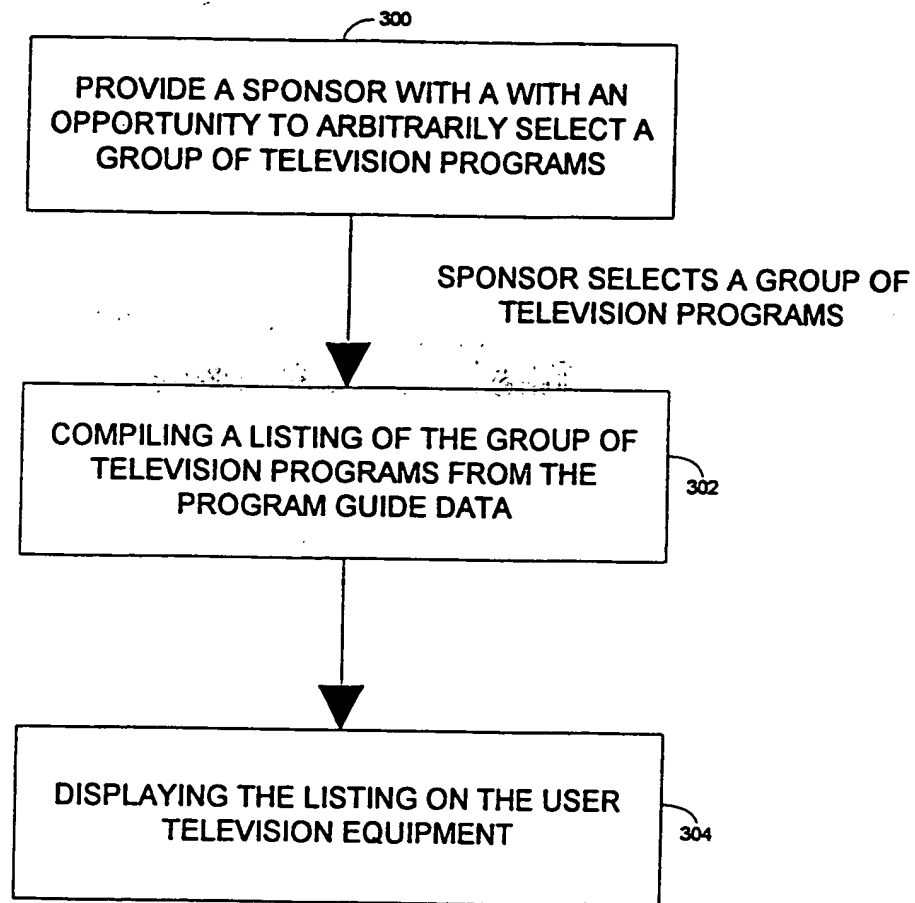 300
PROVIDE A SPONSOR WITH A WITH AN
OPPORTUNITY TO ARBITRARILY SELECT A
GROUP OF TELEVISION PROGRAMS
SPONSOR SELECTS A GROUP OF
TELEVISION PROGRAMS
COMPILING A LISTING OF THE GROUP OF
TELEVISION PROGRAMS FROM THE
PROGRAM GUIDE DATA
302
DISPLAYING THE LISTING ON THE USER
TELEVISION EQUIPMENT
304